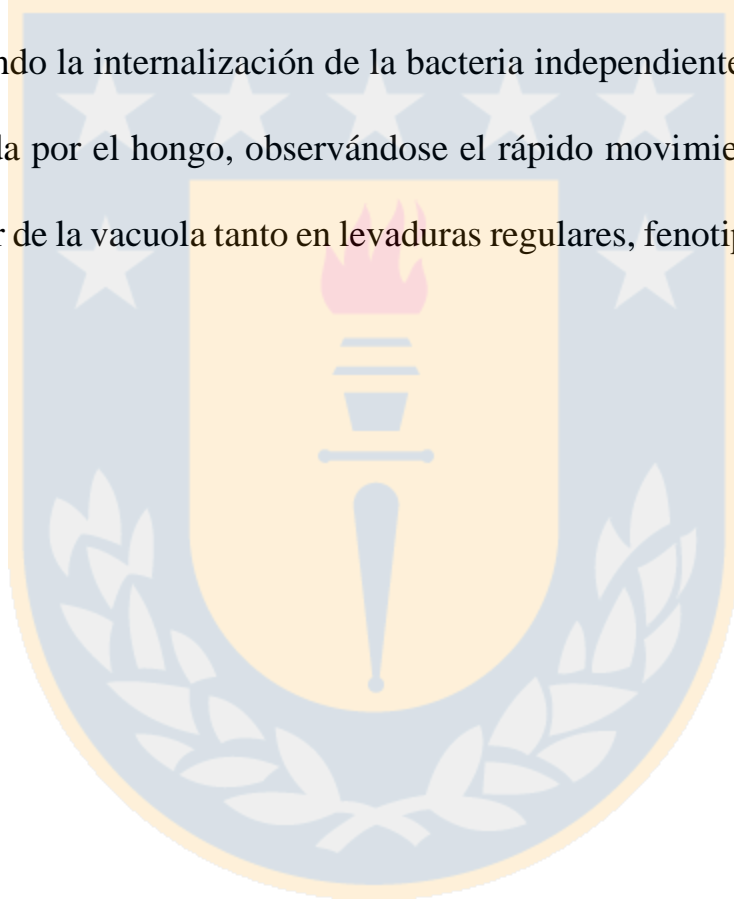 ndo la internalización de la bacteria independiente
da por el hongo, observándose el rápido movimie
r de la vacuola tanto en levaduras regulares, fenotip